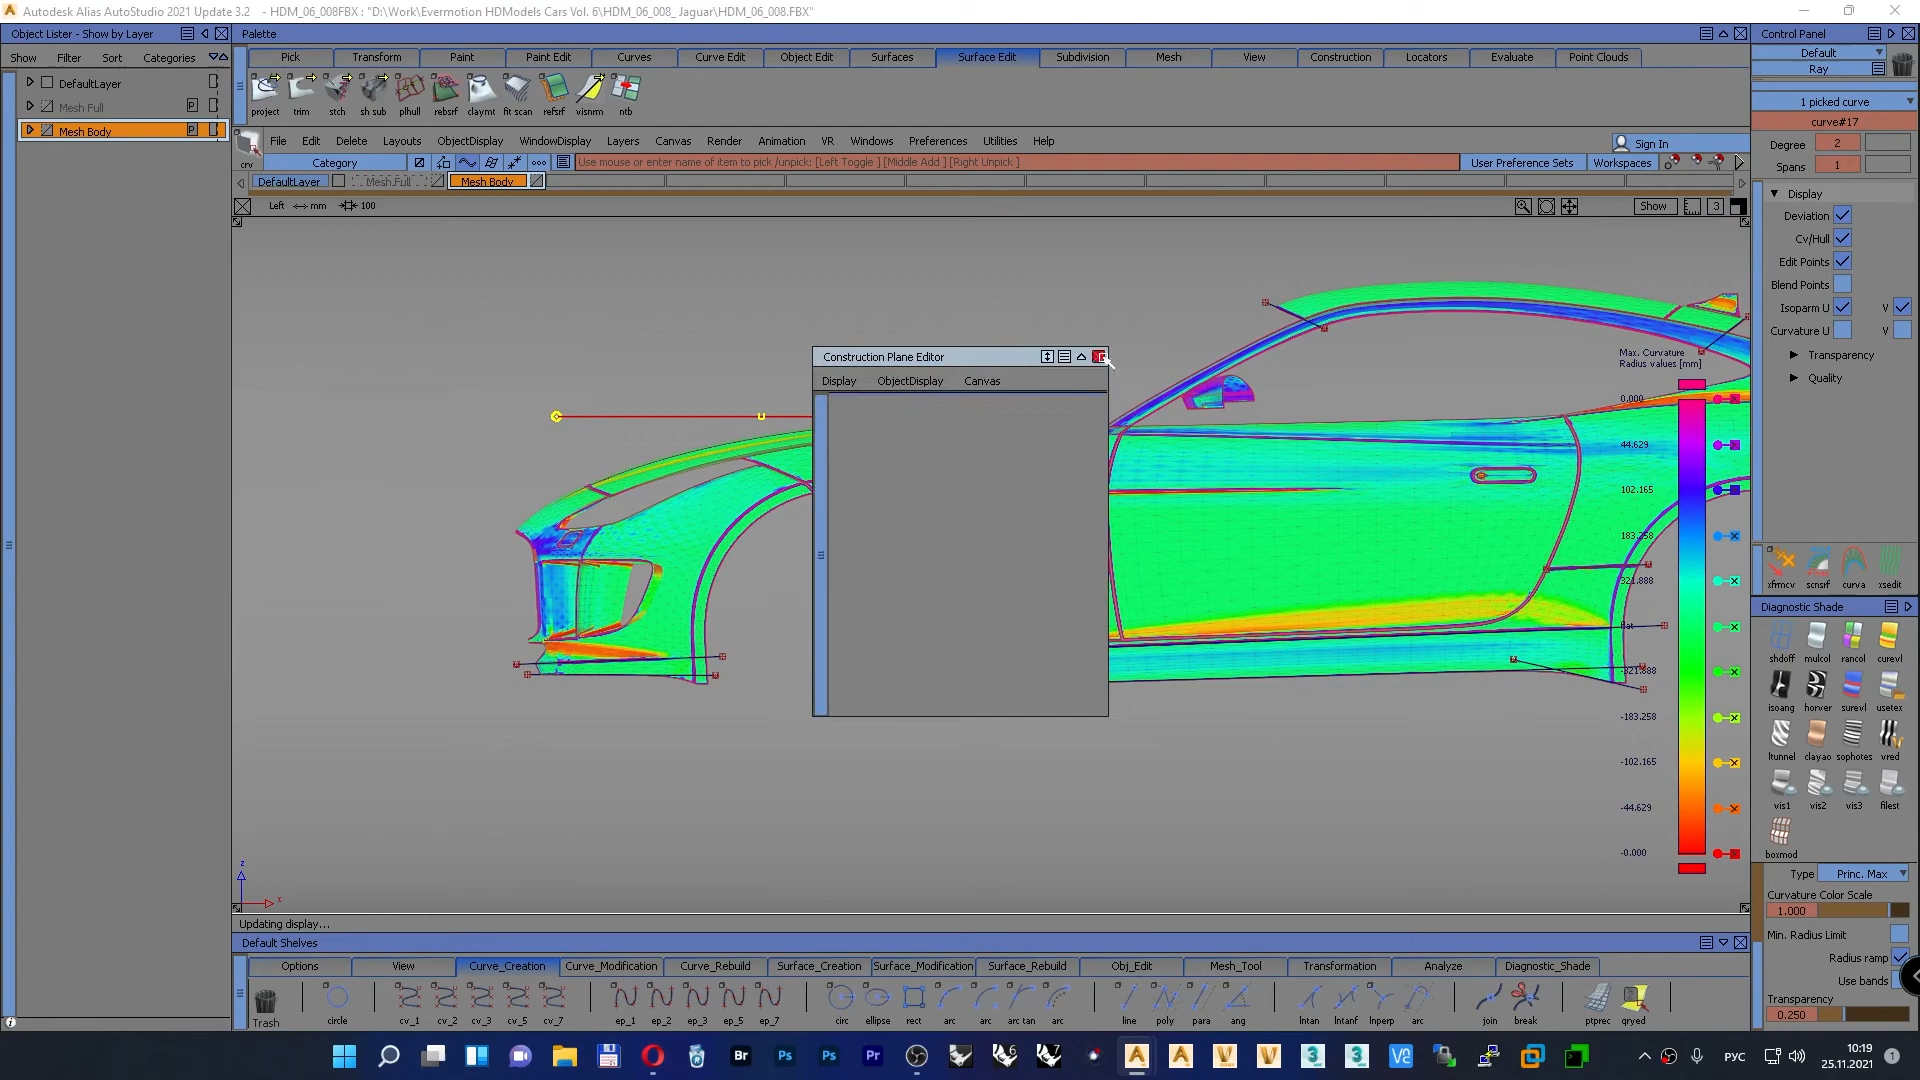 Autodesk Alias AutoStudio 2021 Update 3.2 - HDM_06_008FBX : "D:\Work\Evermotion HDModels Cars Vol. 6\HDM_06_008_ Jaguar\HDM_06_008.FBX"
Object Lister - Show by Layer
Palette
Control Panel
Show Filter Sort Categories
Pick Transform Paint Paint Edit Curves Curve Edit Object Edit Surfaces Surface Edit Subdivision Mesh View Construction Locators Evaluate Point Clouds
Default
Ray
DefaultLayer
Mesh Full P
Mesh Body P
project trim stch sh sub plhull rebsrf claymt fit scan refsrf visnrm ntb
1 picked curve
curve#17
Degree 2
Spans 1
File Edit Delete Layouts ObjectDisplay WindowDisplay Layers Canvas Render Animation VR Windows Preferences Utilities Help
Sign In
crv
Category
Use mouse or enter name of item to pick /unpick: [Left Toggle ] [Middle Add ] [Right Unpick ]
User Preference Sets Workspaces
DefaultLayer Mesh Full Mesh Body
Left mm 100
Show 3
Display
Deviation
Cv/Hull
Edit Points
Blend Points
Isoparm U V
Curvature U V
Transparency
Quality
Construction Plane Editor
Display ObjectDisplay Canvas
Max. Curvature
Radius values [mm]
0.000
44.629
102.165
183.258
321.888
flat
-321.888
-183.258
-102.165
-44.629
-0.000
z
x
xfrmcv scnsrf curva xsedit
Diagnostic Shade
shdoff mulcol rancol curevl
isoang horver surevl usetex
ltunnel clayao sophotes vred
vis1 vis2 vis3 filest
boxmod
Type Princ. Max
Curvature Color Scale
1.000
Min. Radius Limit
Radius ramp
Use bands
Transparency
0.250
Updating display...
Default Shelves
Options View Curve_Creation Curve_Modification Curve_Rebuild Surface_Creation Surface_Modification Surface_Rebuild Obj_Edit Mesh_Tool Transformation Analyze Diagnostic_Shade
Trash circle cv_1 cv_2 cv_3 cv_5 cv_7 ep_1 ep_2 ep_3 ep_5 ep_7 circ ellipse rect arc arc arc tan arc line poly para ang lntan lntanf lnperp arc join break ptprec qryed
Br Ps Ps Pr
РУС
10:19
25.11.2021
1